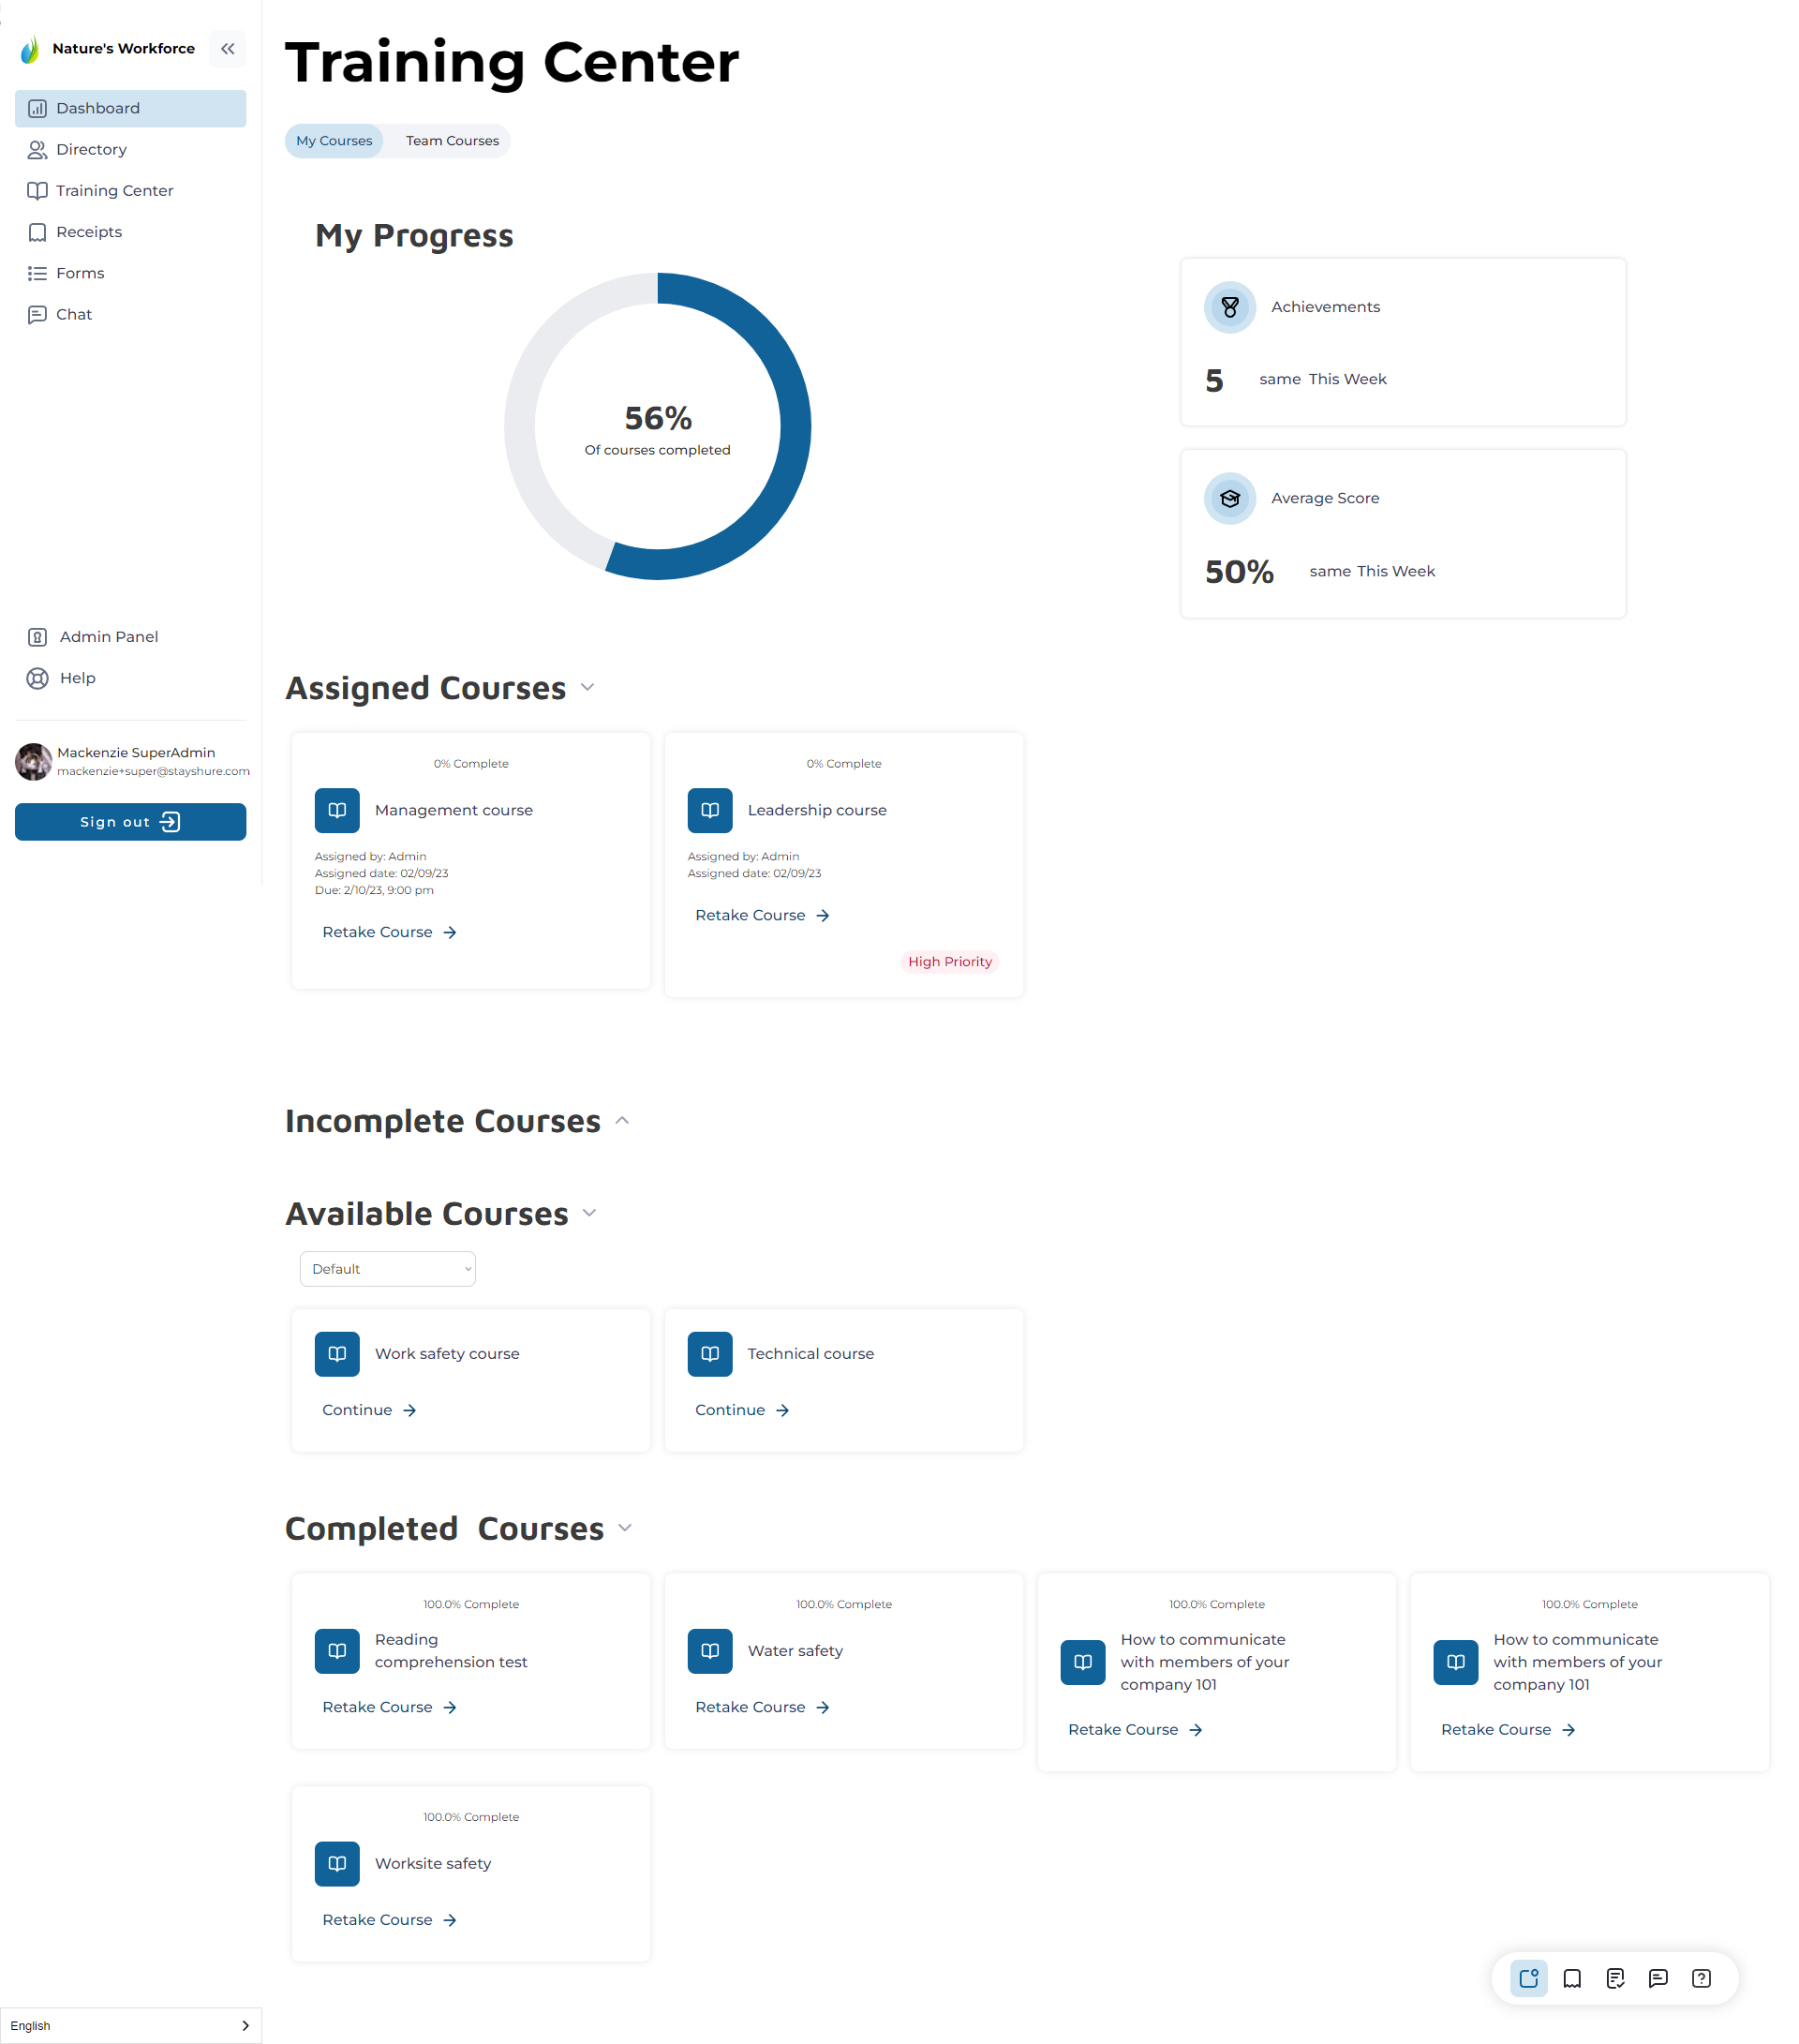 Nature's Workforce
Dashboard
Directory
Training Center
Receipts
Forms
Chat
Admin Panel
Help
Mackenzie SuperAdmin
mackenzie+super@stayshure.com
Sign out
English
Training Center
My Courses
Team Courses
My Progress
56%
Of courses completed
Achievements
5 same This Week
Average Score
50% same This Week
Assigned Courses
0% Complete
Management course
Assigned by: Admin
Assigned date: 02/09/23
Due: 2/10/23, 9:00 pm
Retake Course
0% Complete
Leadership course
Assigned by: Admin
Assigned date: 02/09/23
Retake Course
High Priority
Incomplete Courses
Available Courses
Default
Work safety course
Continue
Technical course
Continue
Completed Courses
100.0% Complete
Reading
comprehension test
Retake Course
100.0% Complete
Water safety
Retake Course
100.0% Complete
How to communicate
with members of your
company 101
Retake Course
100.0% Complete
How to communicate
with members of your
company 101
Retake Course
100.0% Complete
Worksite safety
Retake Course